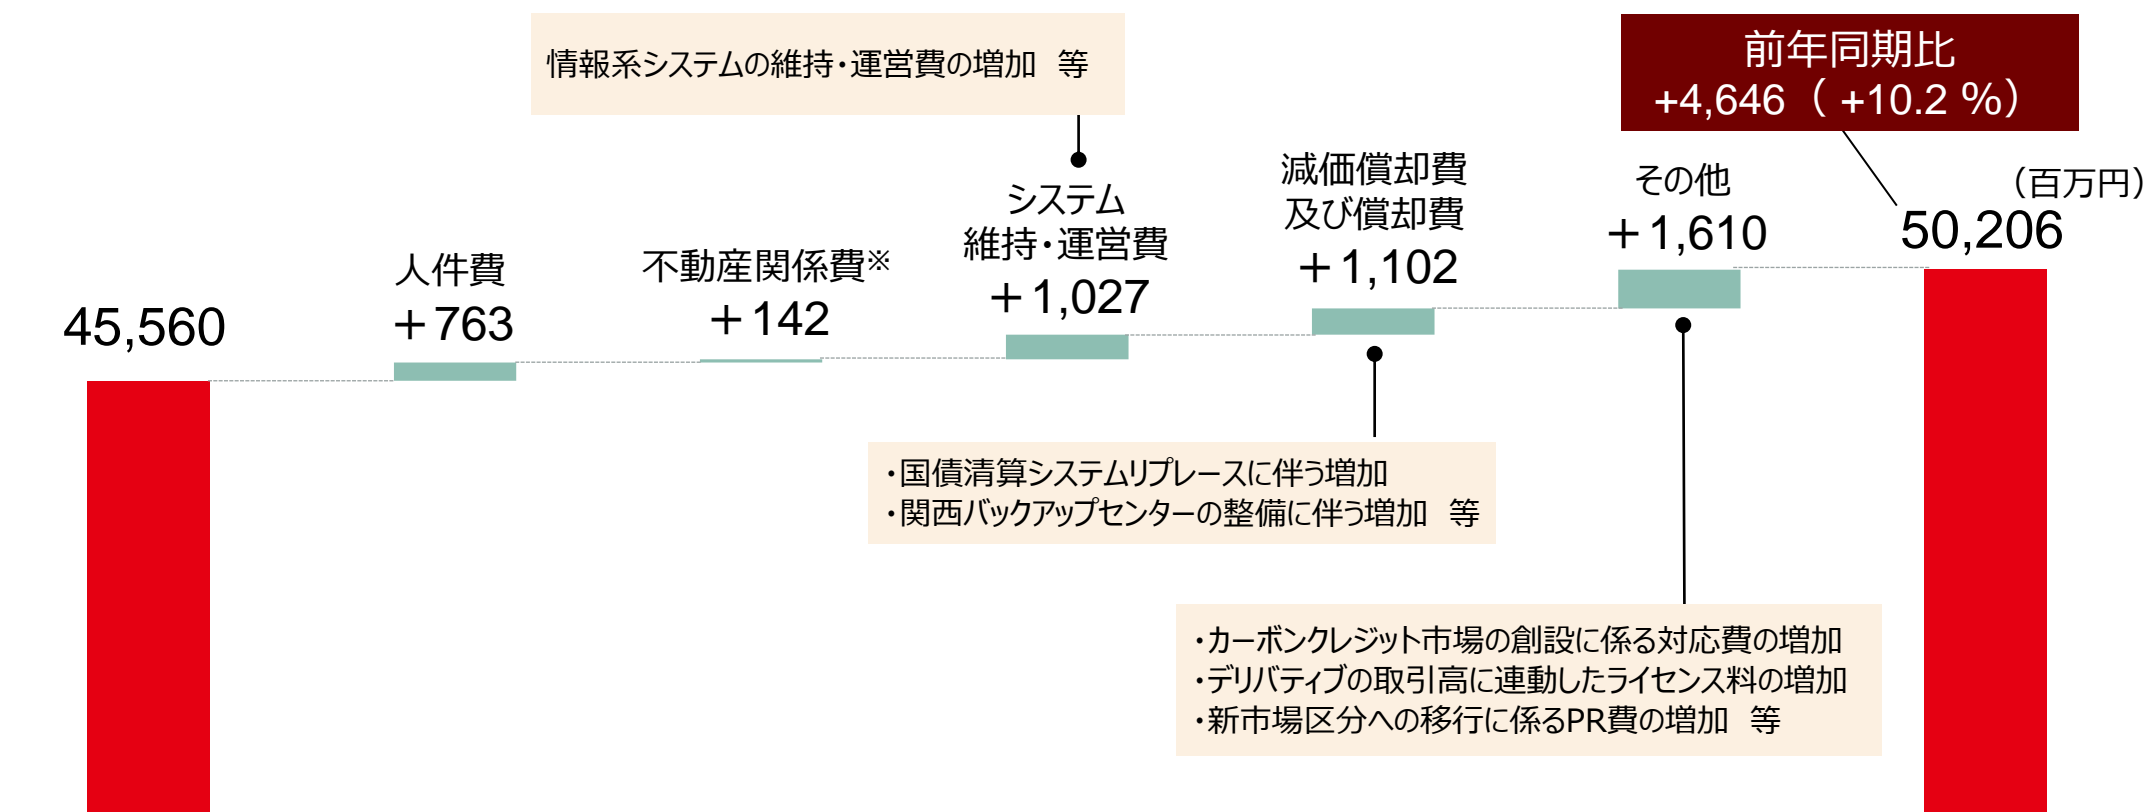 情報系システムの維持・運営費の増加　等
前年同期比
+4,646（ +10.2 %）
（百万円）
45,560
人件費
＋763
不動産関係費※
＋142
システム
維持・運営費
＋1,027
減価償却費
及び償却費
＋1,102
その他
＋1,610
50,206
・国債清算システムリプレースに伴う増加
・関西バックアップセンターの整備に伴う増加　等
・カーボンクレジット市場の創設に係る対応費の増加
・デリバティブの取引高に連動したライセンス料の増加
・新市場区分への移行に係るPR費の増加　等